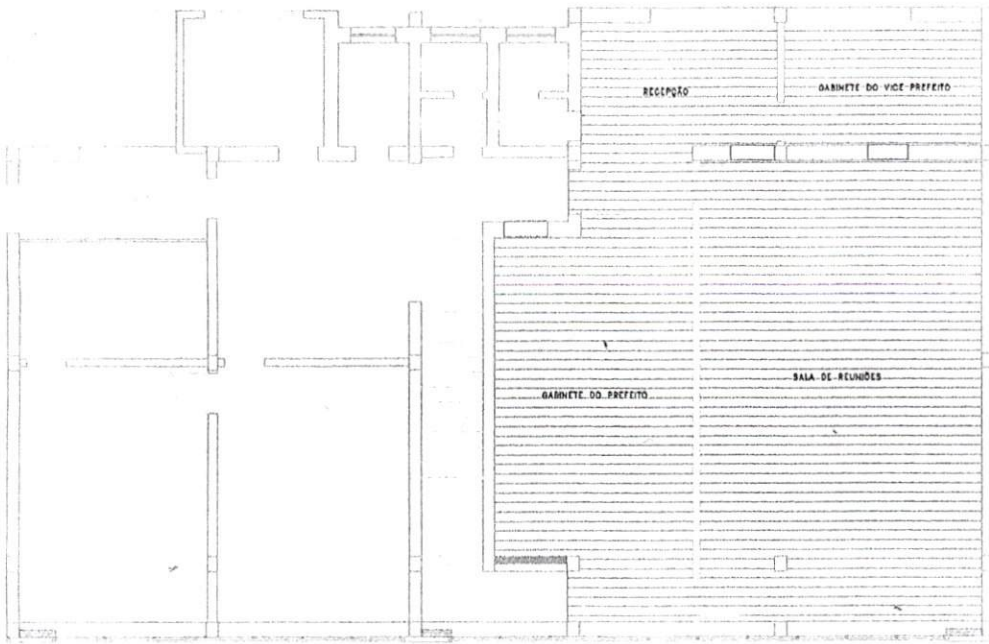 RECEPÇÃO
GABINETE DO VICE PREFEITO
SALA DE REUNIÕES
GABINETE DO PREFEITO